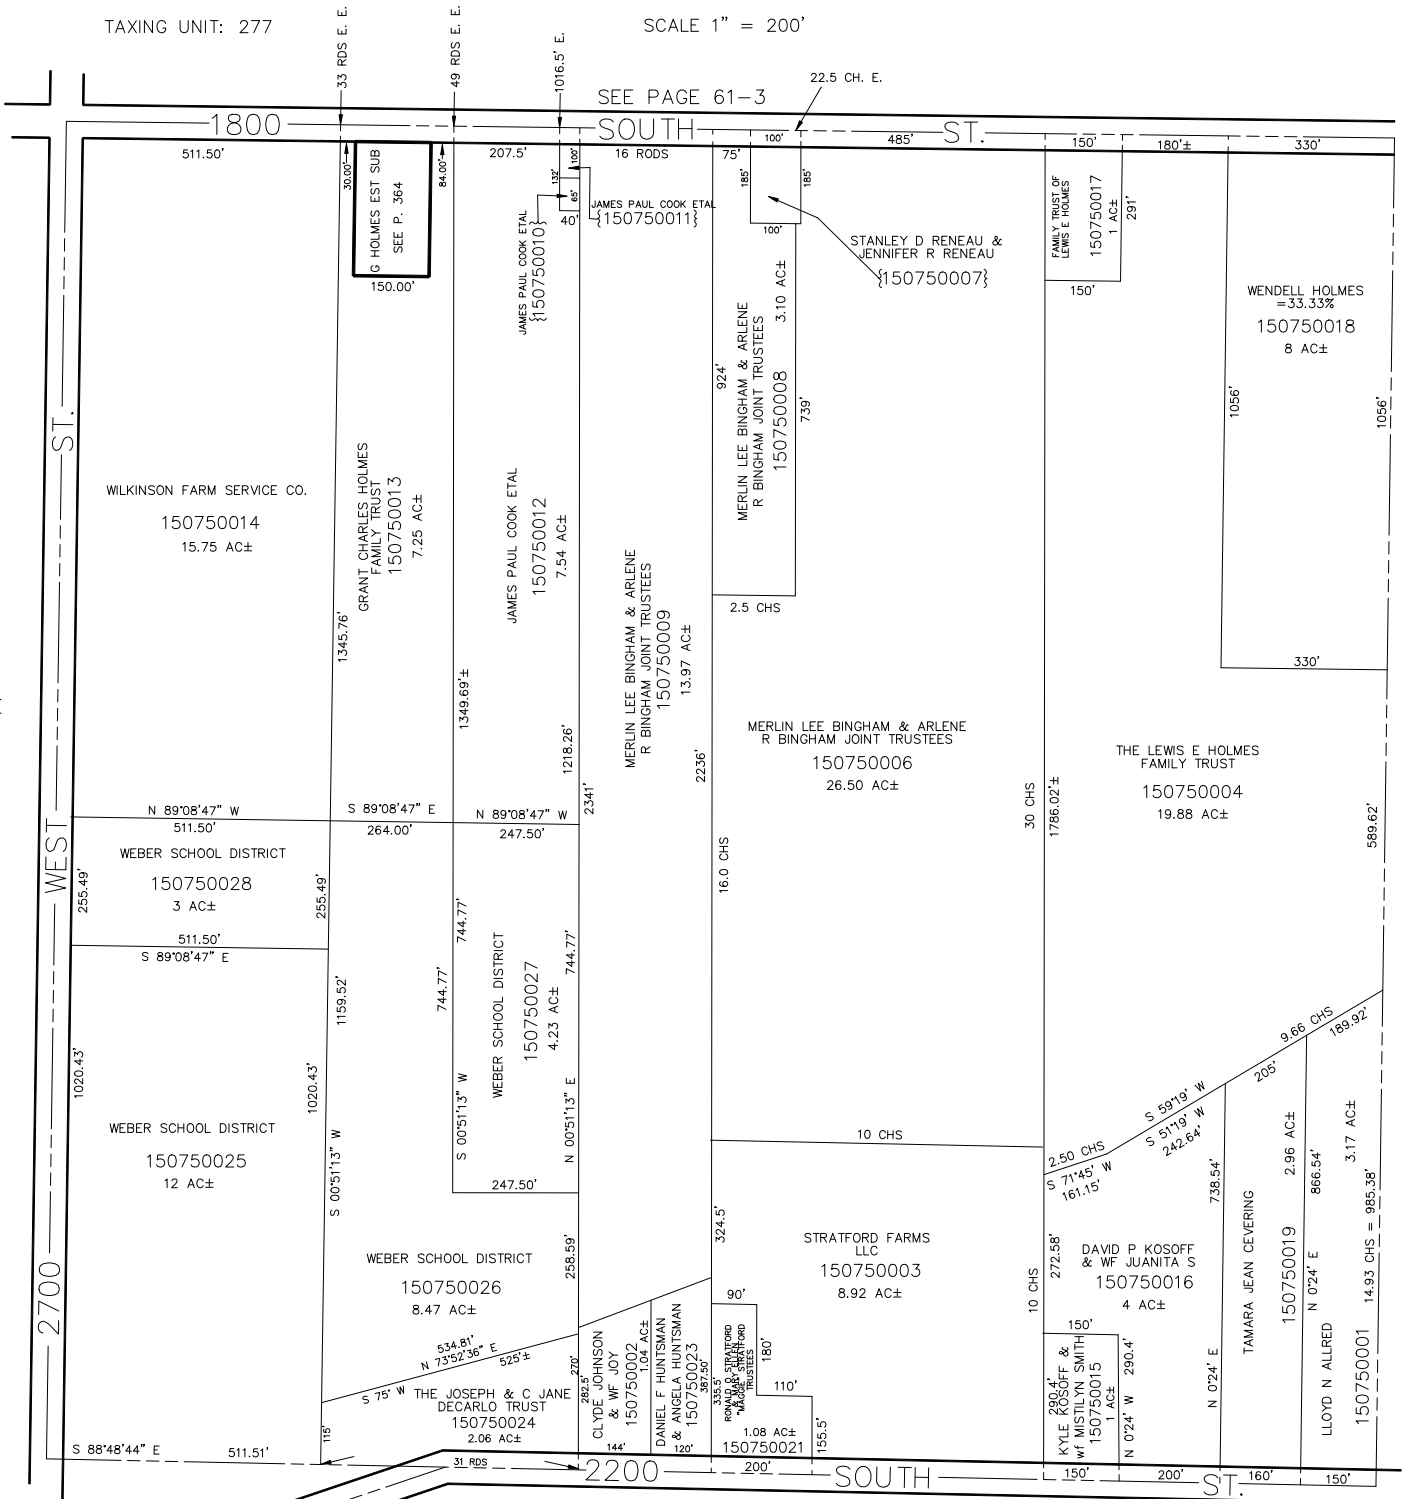 TAXING UNIT: 277
SCALE 1" = 200'
33 RDS E. E.
49 RDS E. E.
1016.5' E.
22.5 CH. E.
SEE PAGE 61-3
1800 SOUTH ST.
511.50'
30.00'
84.00'
207.5'
100'
16 RODS
75'
100'
485'
150'
180'±
330'
G HOLMES EST SUB
SEE P. 364
150.00'
132'
65'
40'
JAMES PAUL COOK ETAL
{150750011}
JAMES PAUL COOK ETAL
{150750010}
185'
185'
100'
STANLEY D RENEAU &
JENNIFER R RENEAU
{150750007}
FAMILY TRUST OF
LEWIS E HOLMES
150750017
1 AC±
291'
150'
WENDELL HOLMES
=33.33%
150750018
8 AC±
1056'
1056'
330'
WILKINSON FARM SERVICE CO.
150750014
15.75 AC±
GRANT CHARLES HOLMES
FAMILY TRUST
150750013
7.25 AC±
1345.76'
1349.69'±
JAMES PAUL COOK ETAL
150750012
7.54 AC±
1218.26'
2341'
MERLIN LEE BINGHAM & ARLENE
R BINGHAM JOINT TRUSTEES
150750009
13.97 AC±
924'
MERLIN LEE BINGHAM & ARLENE
R BINGHAM JOINT TRUSTEES
150750008
3.10 AC±
739'
2.5 CHS
2236'
16.0 CHS
MERLIN LEE BINGHAM & ARLENE
R BINGHAM JOINT TRUSTEES
150750006
26.50 AC±
30 CHS
1786.02'±
THE LEWIS E HOLMES
FAMILY TRUST
150750004
19.88 AC±
589.62'
2700 WEST ST.
N 89°08'47" W
511.50'
S 89°08'47" E
264.00'
N 89°08'47" W
247.50'
WEBER SCHOOL DISTRICT
150750028
3 AC±
255.49'
255.49'
511.50'
S 89°08'47" E
1159.52'
744.77'
744.77'
744.77'
WEBER SCHOOL DISTRICT
150750027
4.23 AC±
S 00°51'13" W
N 00°51'13" E
247.50'
1020.43'
1020.43'
S 00°51'13" W
WEBER SCHOOL DISTRICT
150750025
12 AC±
WEBER SCHOOL DISTRICT
150750026
8.47 AC±
258.59'
534.81'
N 73°52'36" E
525'±
S 75° W
THE JOSEPH & C JANE
DECARLO TRUST
150750024
2.06 AC±
115'
270'
S 88°48'44" E
511.51'
31 RDS
282.5'
CLYDE JOHNSON
& WF JOY
150750002
1.04 AC±
144'
DANIEL F HUNTSMAN
& ANGELA HUNTSMAN
150750023
387.50'
120'
324.5'
10 CHS
STRATFORD FARMS
LLC
150750003
8.92 AC±
10 CHS
90'
335.5'
RONALD D STRATFORD
& MARY ELLEN
"MAGGIE" STRATFORD
TRUSTEES
180'
110'
1.08 AC±
150750021
155.5'
200'
2.50 CHS
S 71°45' W
161.15'
S 59°19' W
S 51°19' W
242.64'
9.66 CHS
205'
189.92'
272.58'
DAVID P KOSOFF
& WF JUANITA S
150750016
4 AC±
150'
290.4'
KYLE KOSOFF &
wf MISTILYN SMITH
150750015
1 AC±
290.4'
N 0°24' W
738.54'
N 0°24' E
TAMARA JEAN CEVERING
150750019
2.96 AC±
866.54'
N 0°24' E
LLOYD N ALLRED
150750001
3.17 AC±
14.93 CHS = 985.38'
2200 SOUTH ST.
150'
200'
160'
150'